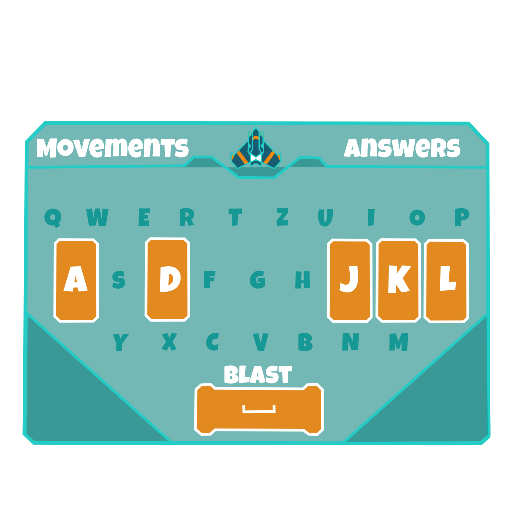 Movements Answers
Q W E R T Z U I O P
A S D F G H J K L
Y X C V B N M
BLAST